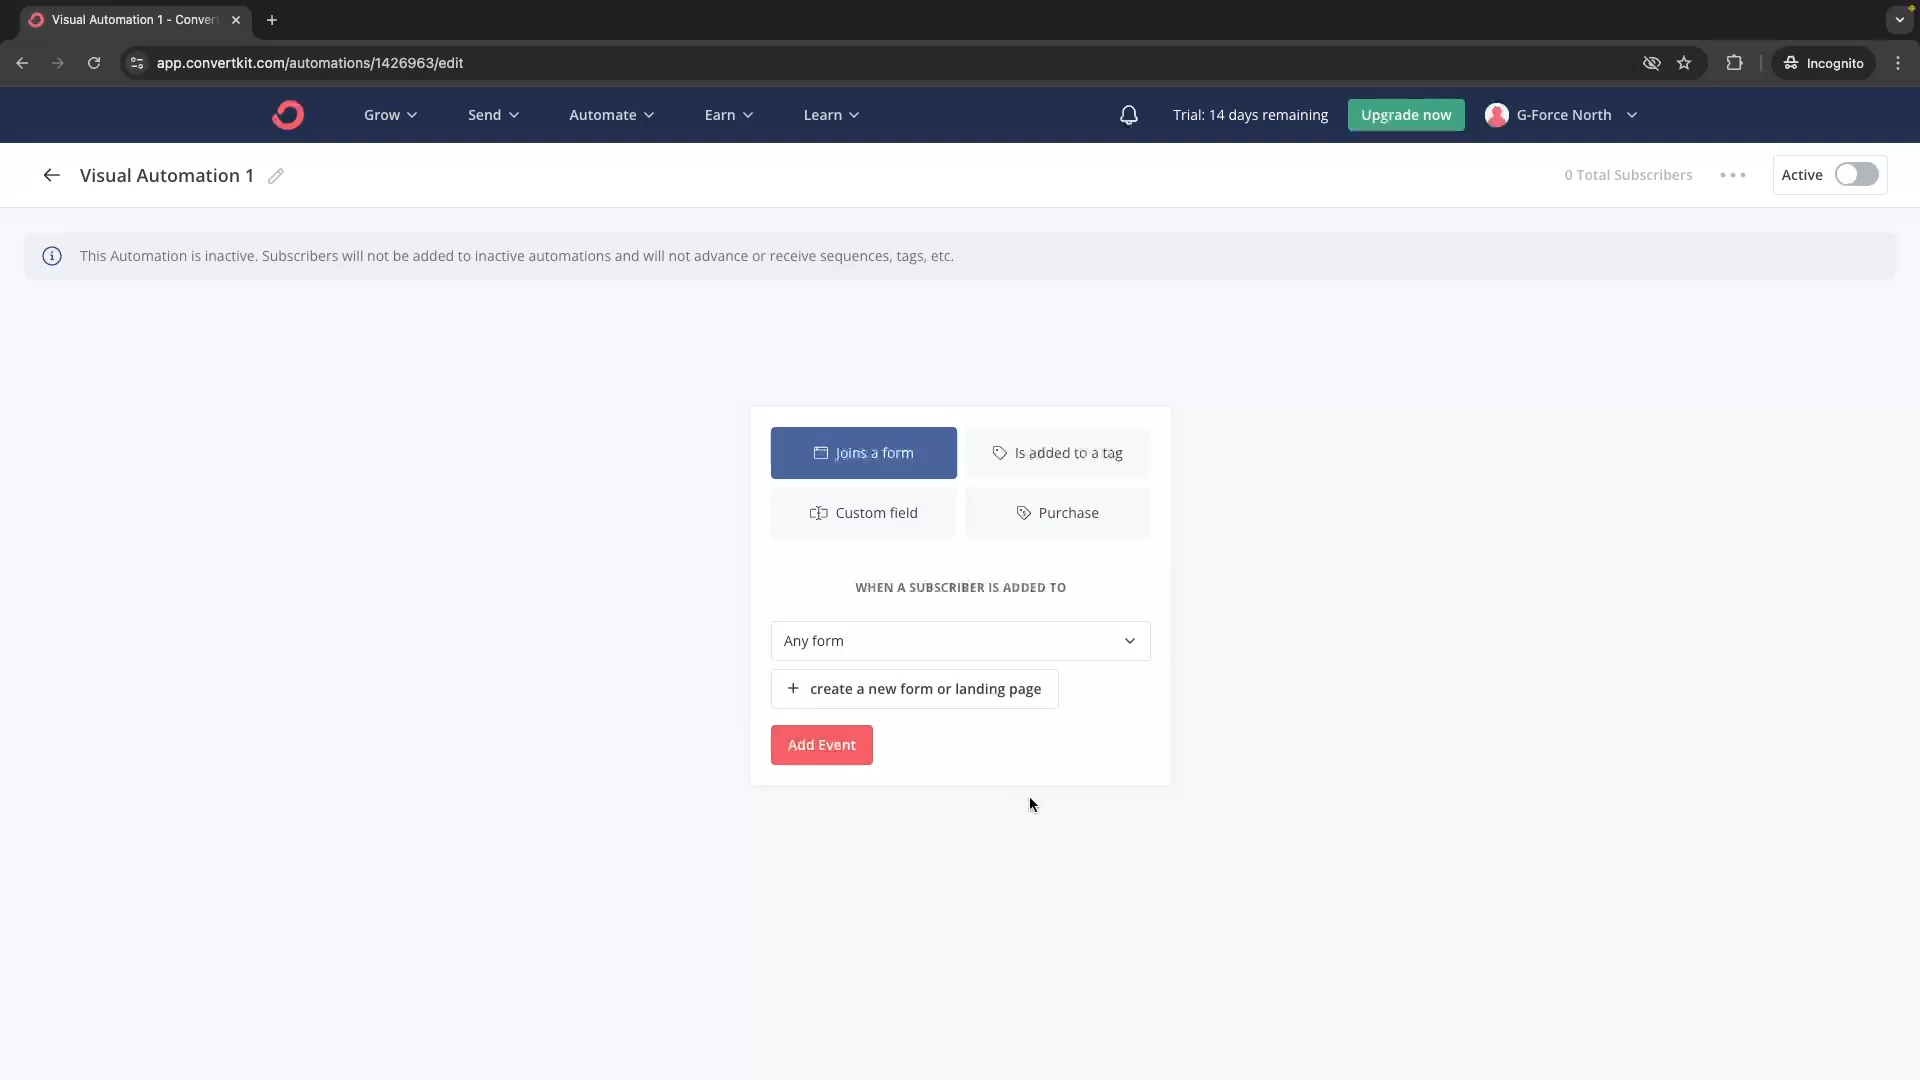 Visual Automation 1 - Conver
app.convertkit.com/automations/1426963/edit
Incognito
Grow
Send
Automate
Earn
Learn
Trial: 14 days remaining
Upgrade now
G-Force North
Visual Automation 1
0 Total Subscribers
Active
This Automation is inactive. Subscribers will not be added to inactive automations and will not advance or receive sequences, tags, etc.
Joins a form
Is added to a tag
Custom field
Purchase
WHEN A SUBSCRIBER IS ADDED TO
Any form
+ create a new form or landing page
Add Event